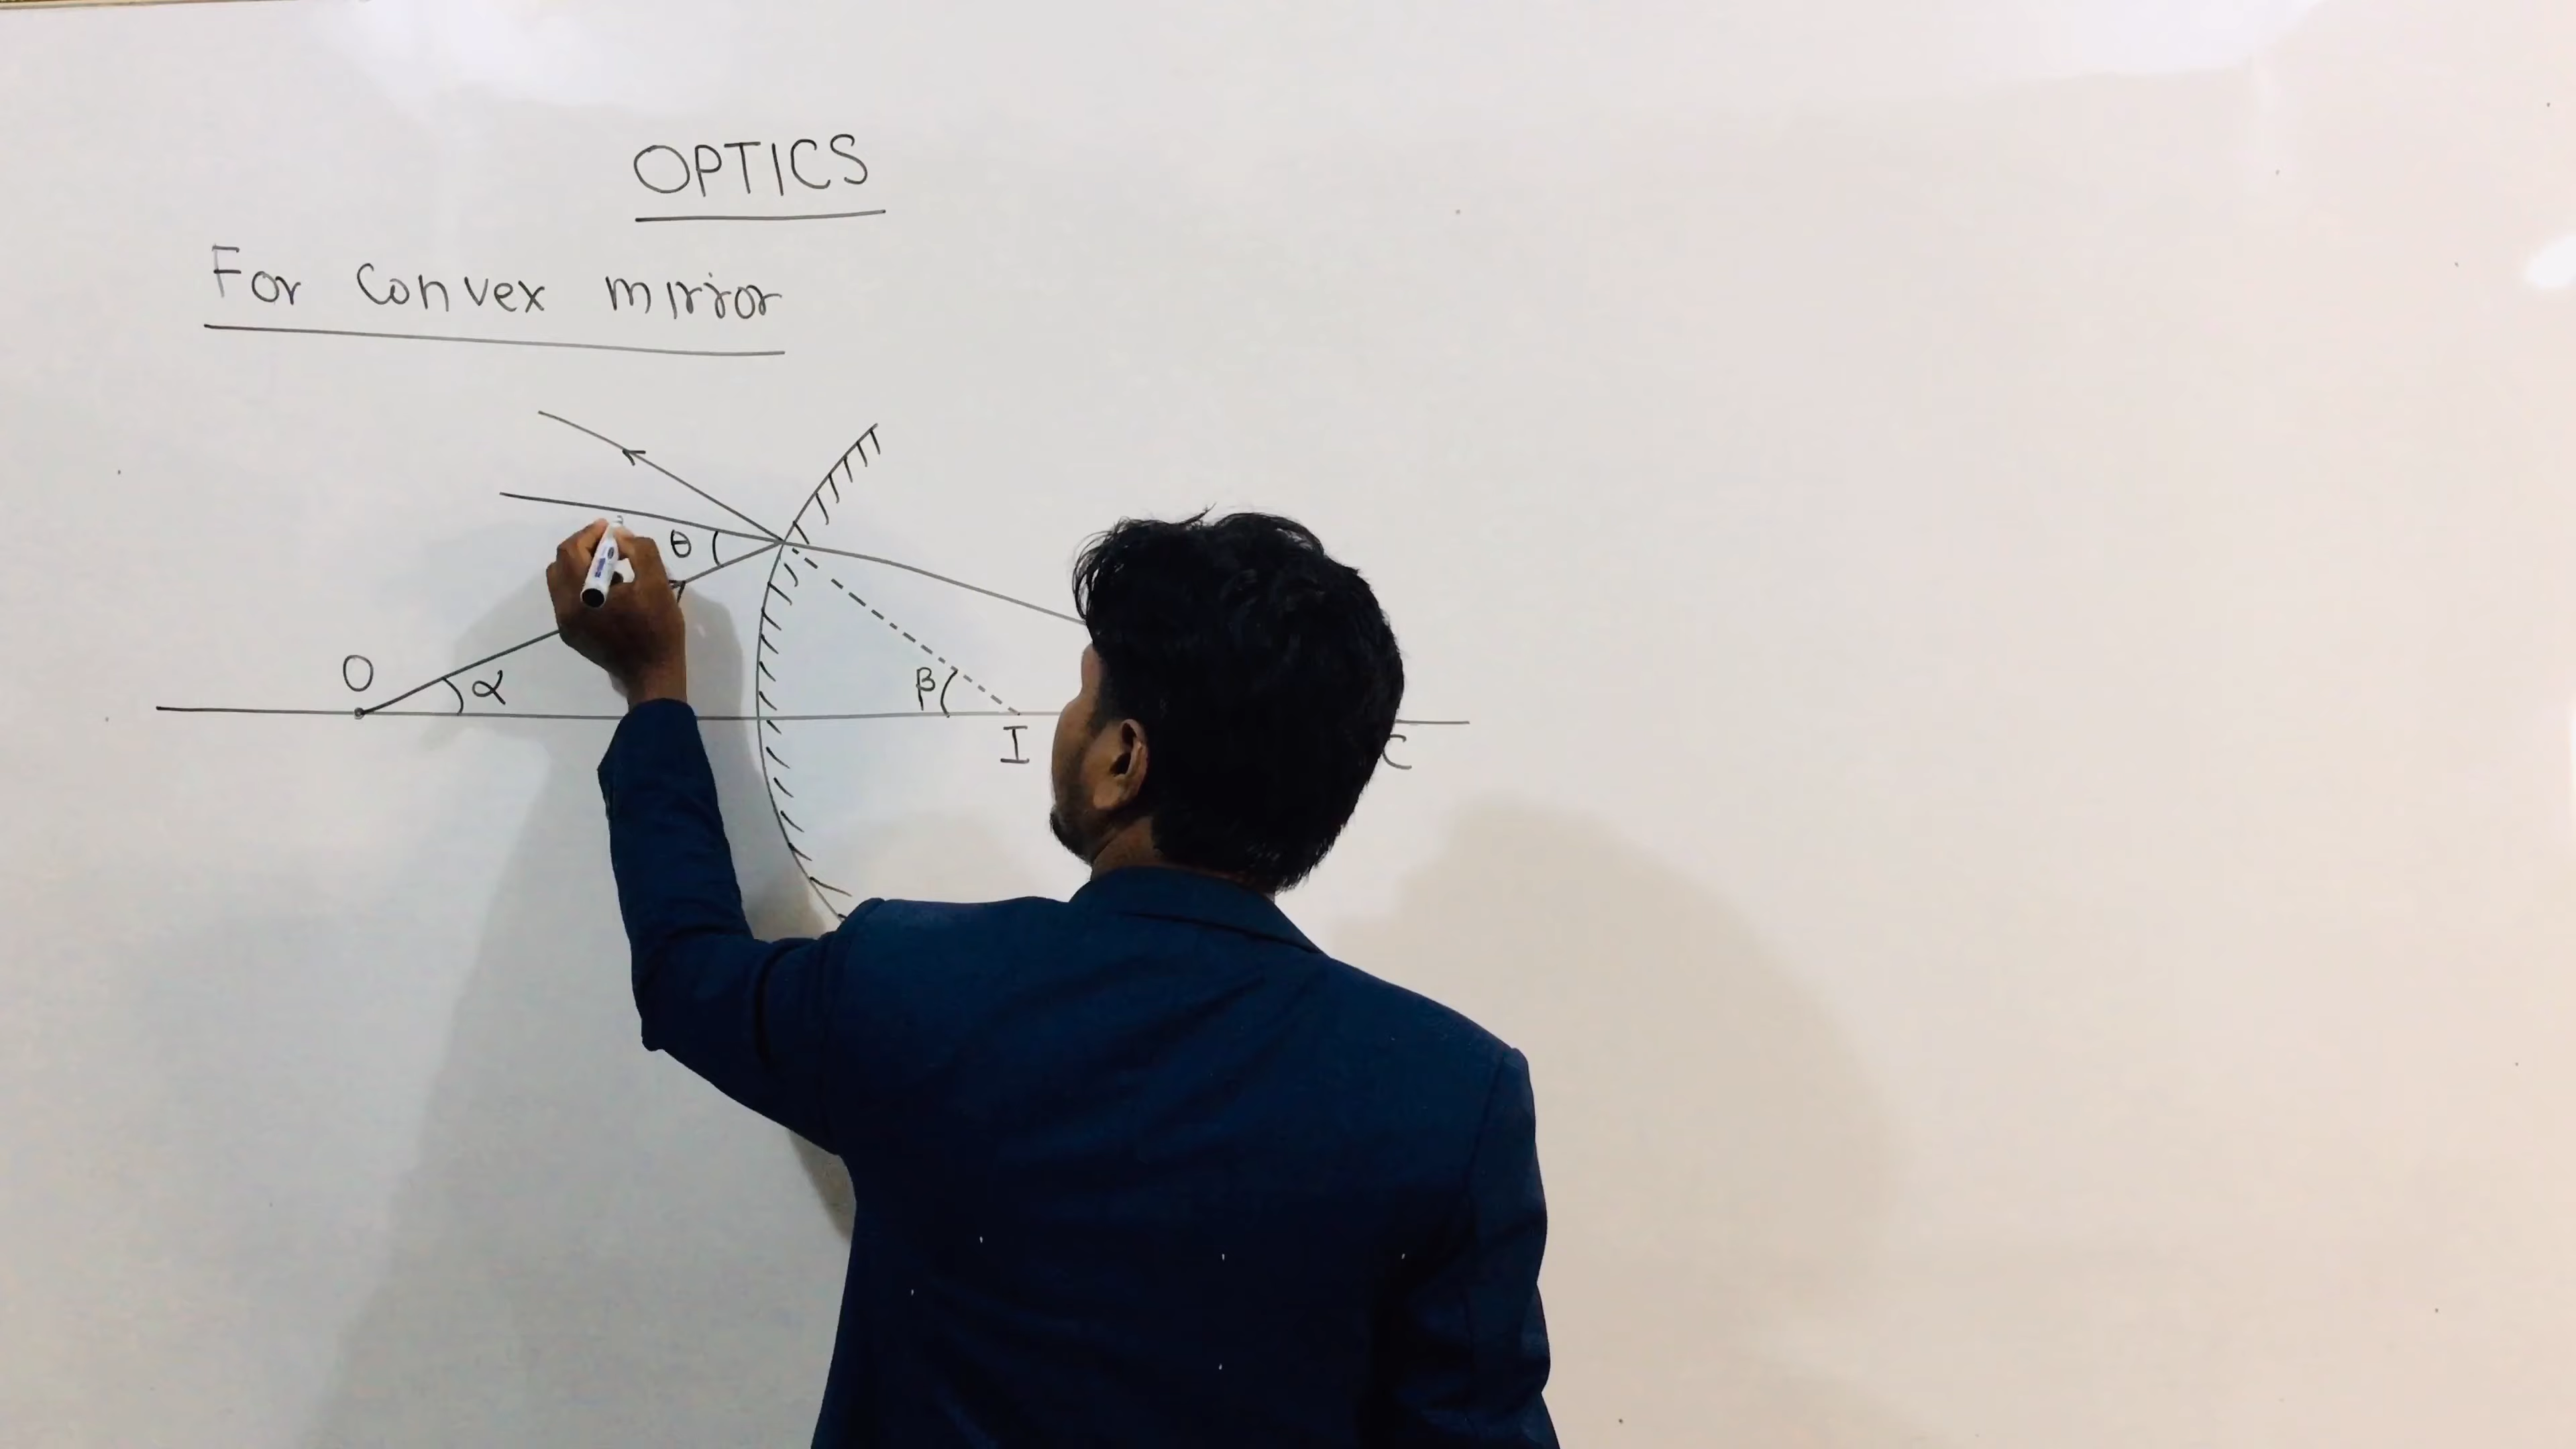 OPTICS
For Convex mirror
θ
O
α
β
I
C